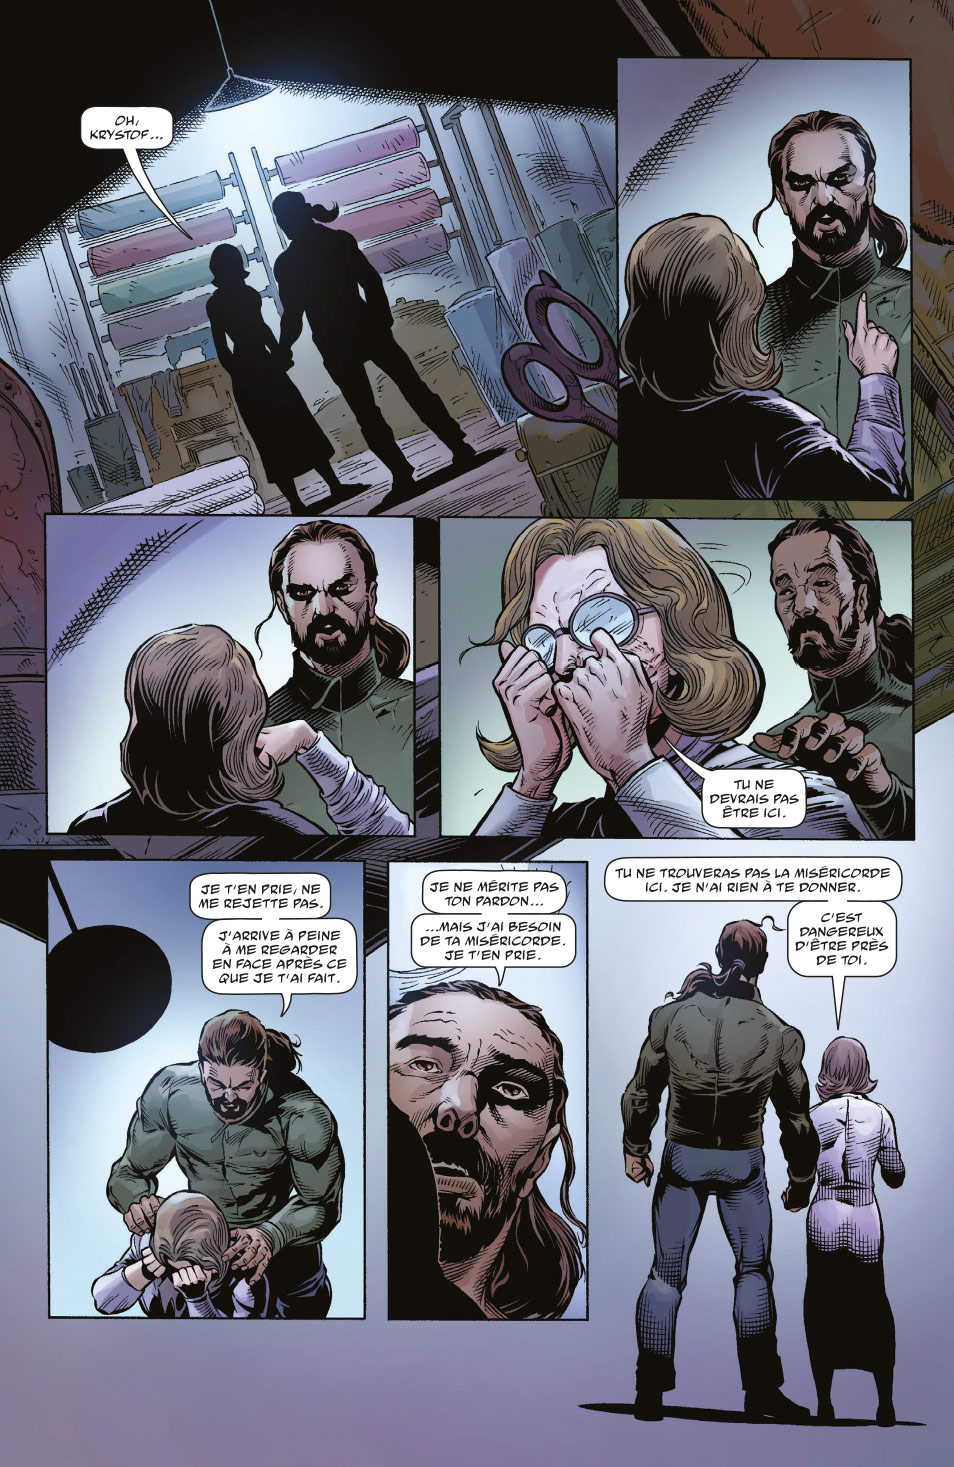 OH,
KRYSTOF...
TU NE
DEVRAIS PAS
ÊTRE ICI.
JE T'EN PRIE, NE
ME REJETTE PAS.
J'ARRIVE À PEINE
À ME REGARDER
EN FACE APRÈS CE
QUE JE T'AI FAIT.
JE NE MÉRITE PAS
TON PARDON...
...MAIS J'AI BESOIN
DE TA MISÉRICORDE.
JE T'EN PRIE.
TU NE TROUVERAS PAS LA MISÉRICORDE
ICI. JE N'AI RIEN À TE DONNER.
C'EST
DANGEREUX
D'ÊTRE PRÈS
DE TOI.